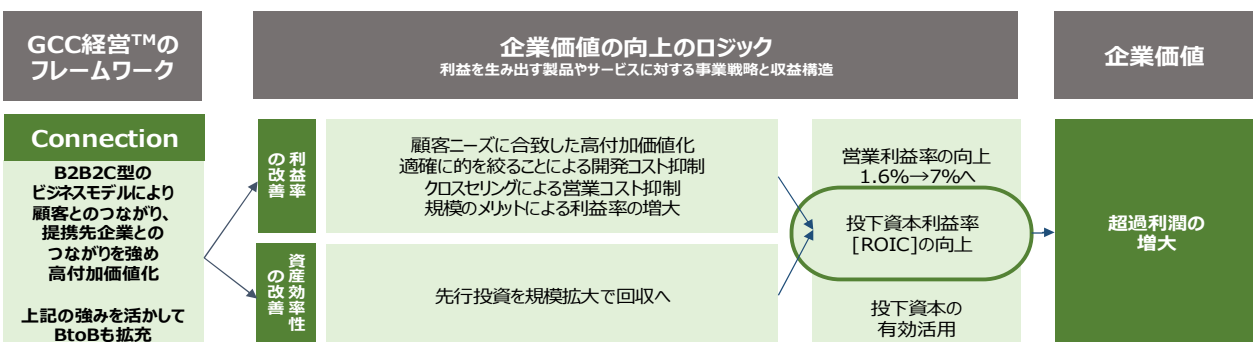 GCC経営™の
フレームワーク
企業価値の向上のロジック
利益を生み出す製品やサービスに対する事業戦略と収益構造
企業価値
Connection
B2B2C型の
ビジネスモデルにより
顧客とのつながり、
提携先企業との
つながりを強め
高付加価値化
上記の強みを活かして
BtoBも拡充
利益率
の改善
顧客ニーズに合致した高付加価値化
適確に的を絞ることによる開発コスト抑制
クロスセリングによる営業コスト抑制
規模のメリットによる利益率の増大
資産効率性
の改善
先行投資を規模拡大で回収へ
営業利益率の向上
1.6%→7%へ
投下資本利益率
[ROIC]の向上
投下資本の
有効活用
超過利潤の
増大